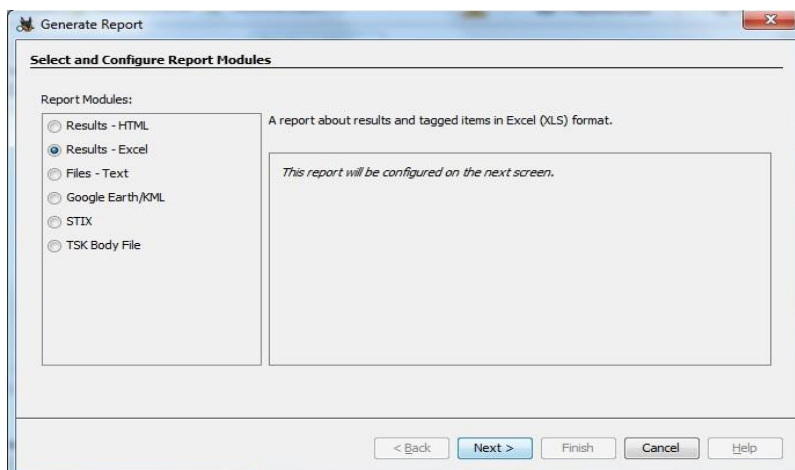 Generate Report
Select and Configure Report Modules
Report Modules:
Results - HTML
Results - Excel
Files - Text
Google Earth/KML
STIX
TSK Body File
A report about results and tagged items in Excel (XLS) format.
This report will be configured on the next screen.
< Back
Next >
Finish
Cancel
Help